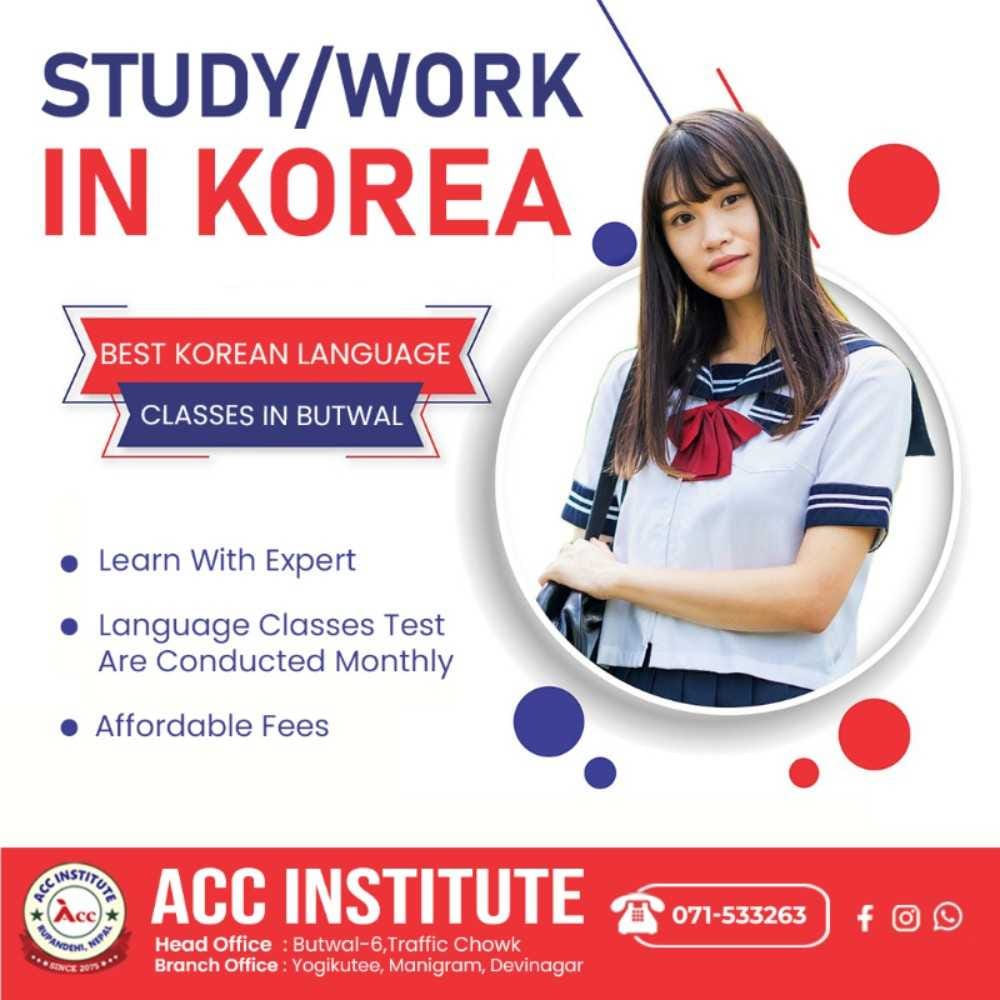 STUDY/WORK
IN KOREA
BEST KOREAN LANGUAGE
CLASSES IN BUTWAL
Learn With Expert
Language Classes Test
Are Conducted Monthly
Affordable Fees
ACC INSTITUTE
Acc
RUPANDEHI, NEPAL
SINCE 2075
ACC INSTITUTE
Head Office : Butwal-6,Traffic Chowk
Branch Office : Yogikutee, Manigram, Devinagar
071-533263